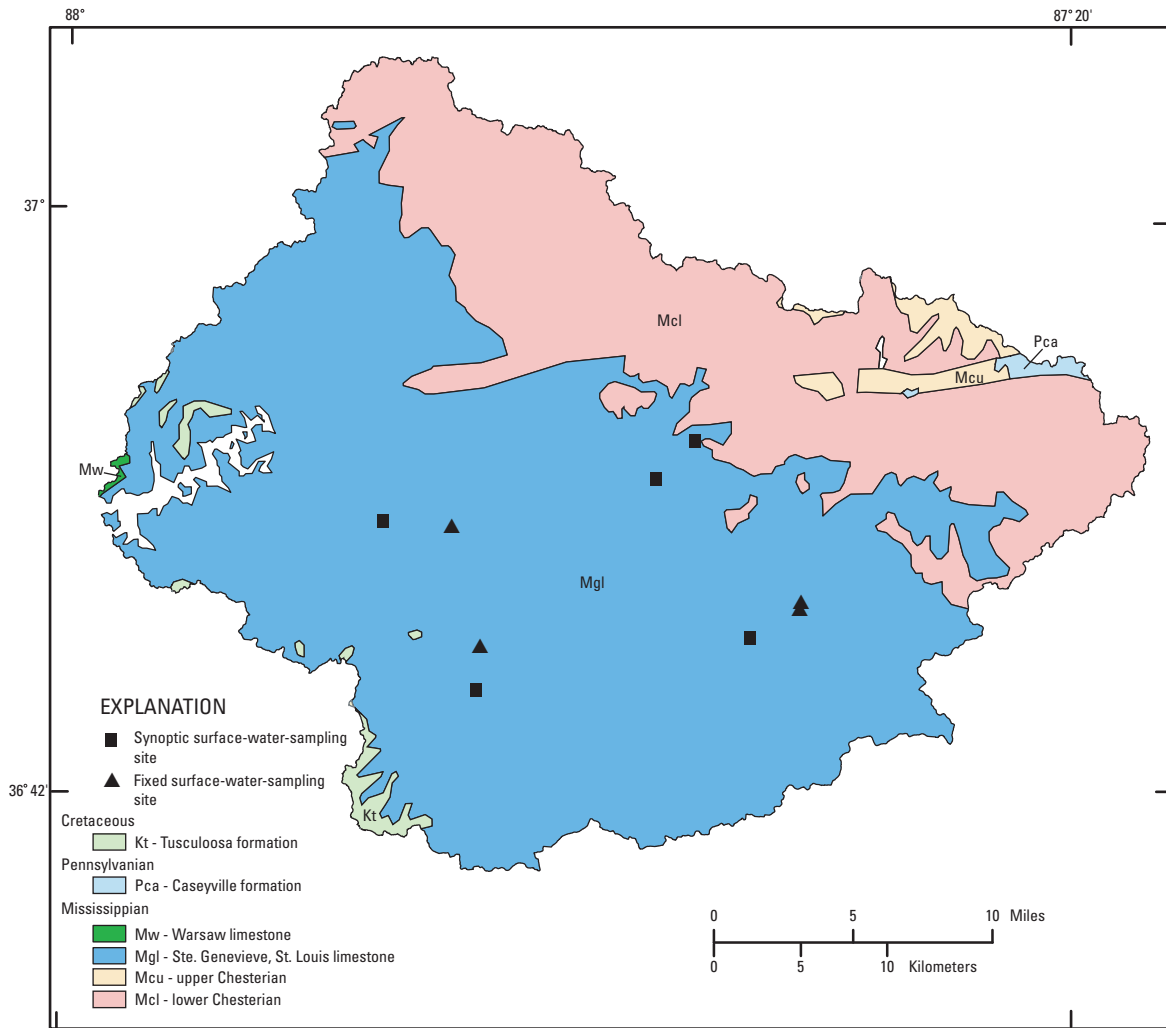 88°
87° 20'
37°
Mcl
Pca
Mcu
Mw
Mgl
EXPLANATION
Synoptic surface-water-sampling
site
Fixed surface-water-sampling
site
36° 42'
Kt
Cretaceous
Kt - Tusculoosa formation
Pennsylvanian
Pca - Caseyville formation
Mississippian
Mw - Warsaw limestone
Mgl - Ste. Genevieve, St. Louis limestone
Mcu - upper Chesterian
Mcl - lower Chesterian
0 5 10 Miles
0 5 10 Kilometers